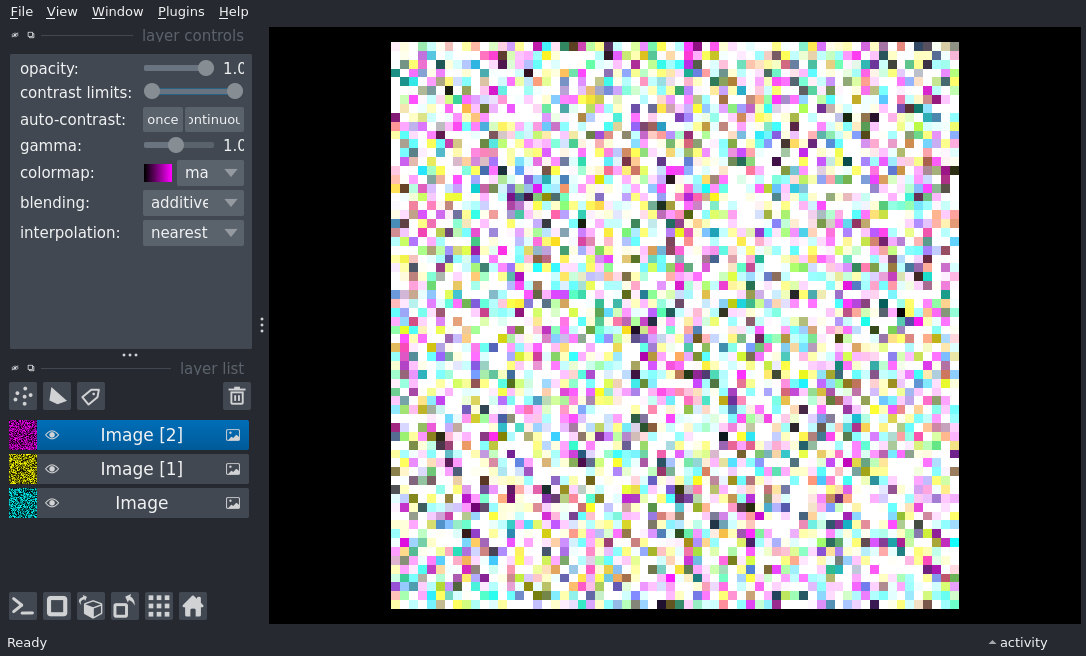 File View Window Plugins Help
layer controls
opacity: 1.0
contrast limits:
auto-contrast: once ontinuou
gamma: 1.0
colormap: ma
blending: additive
interpolation: nearest
layer list
Image [2]
Image [1]
Image
Ready activity